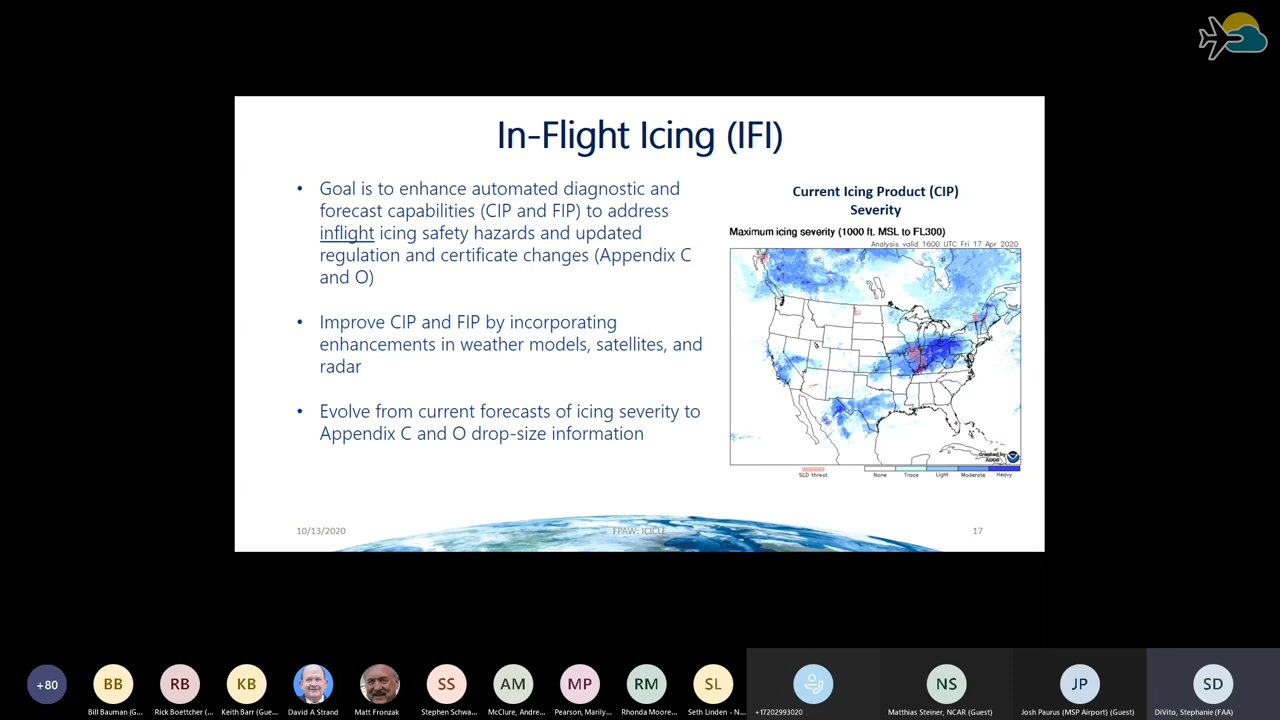 In-Flight Icing (IFI)
• Goal is to enhance automated diagnostic and
forecast capabilities (CIP and FIP) to address
inflight icing safety hazards and updated
regulation and certificate changes (Appendix C
and O)
• Improve CIP and FIP by incorporating
enhancements in weather models, satellites, and
radar
• Evolve from current forecasts of icing severity to
Appendix C and O drop-size information
Current Icing Product (CIP)
Severity
Maximum icing severity (1000 ft. MSL to FL300)
Analysis valid 1600 UTC Fri 17 Apr 2020
SLD threat
None Trace Light Moderate Heavy
10/13/2020
FPAW: ICICLE
17
+80
BB
RB
KB
SS
AM
MP
RM
SL
NS
JP
SD
Bill Bauman (G...
Rick Boettcher (...
Keith Barr (Gue...
David A Strand
Matt Fronzak
Stephen Schwa...
McClure, Andre...
Pearson, Marily...
Rhonda Moore...
Seth Linden - N...
+17202993020
Matthias Steiner, NCAR (Guest)
Josh Paurus (MSP Airport) (Guest)
DiVito, Stephanie (FAA)